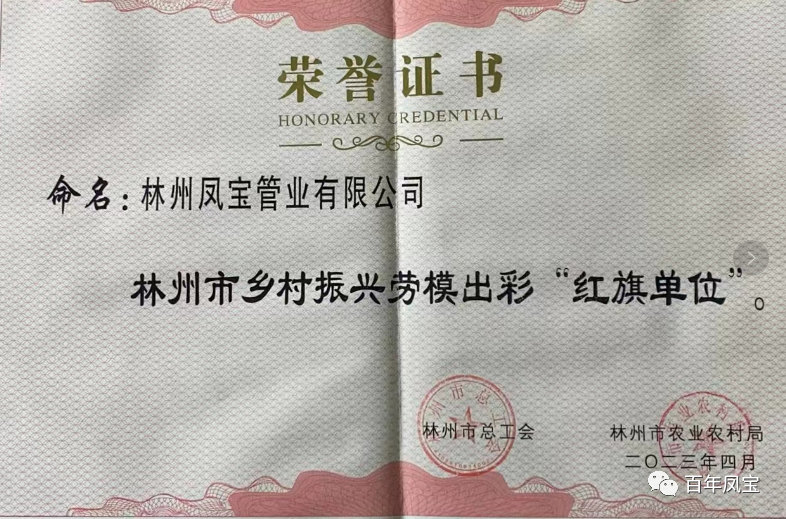 荣誉证书
HONORARY CREDENTIAL
命名：林州凤宝管业有限公司
林州市乡村振兴劳模出彩“红旗单位”。
林州市总工会
林州市农业农村局
二〇二三年四月
百年凤宝